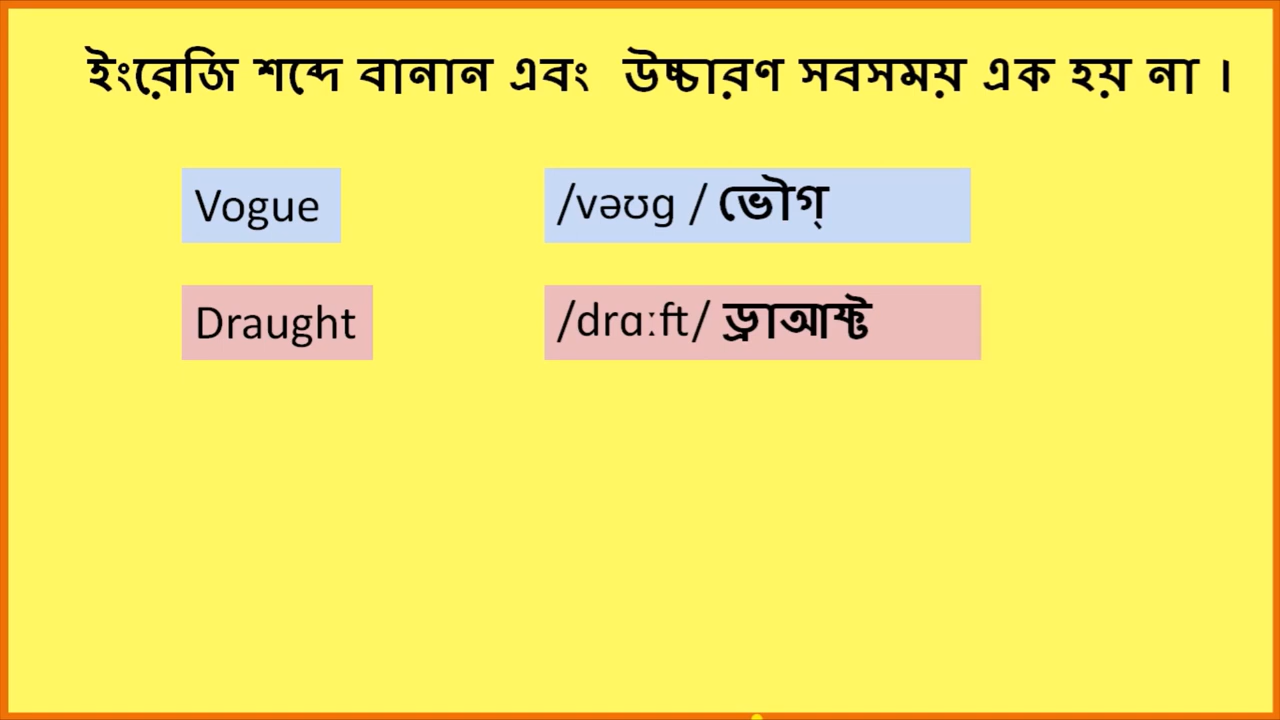 ইংরেজি শব্দে বানান এবং উচ্চারণ সবসময় এক হয় না ।
Vogue /vəʊg / ভৌগ্
Draught /drɑːft/ ড্রাআফ্ট